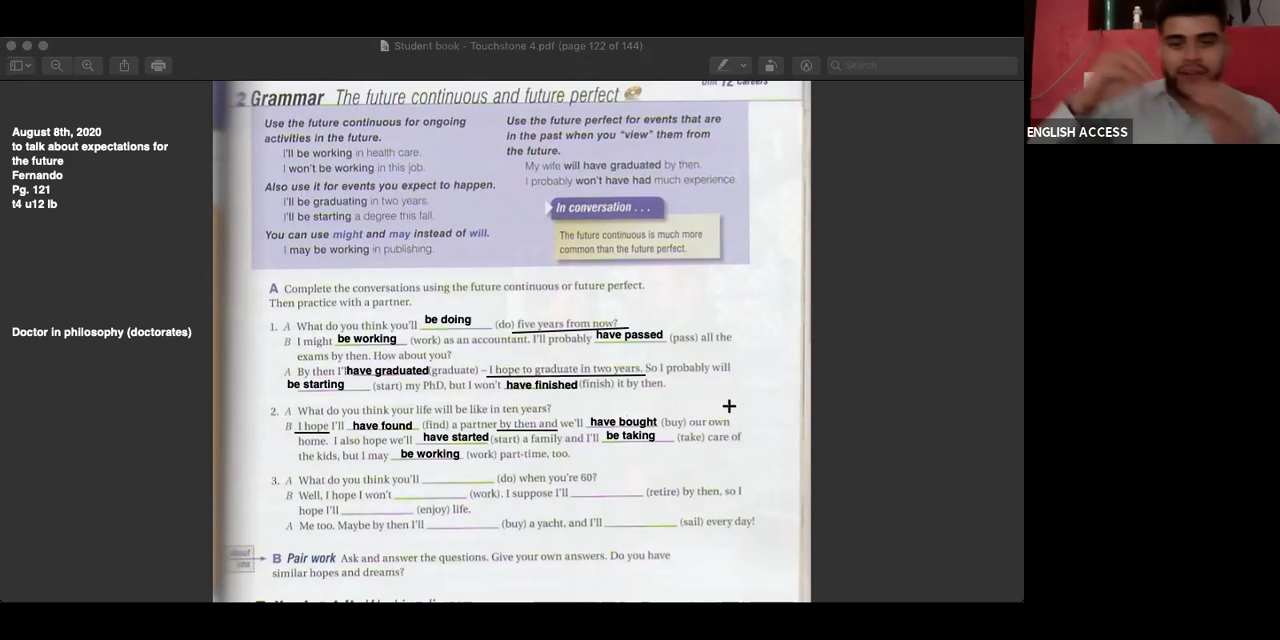 Student book - Touchstone 4.pdf (page 122 of 144)
Search
ENGLISH ACCESS
August 8th, 2020
to talk about expectations for
the future
Fernando
Pg. 121
t4 u12 lb
Doctor in philosophy (doctorates)
Unit 12 Careers
2 Grammar The future continuous and future perfect
Use the future continuous for ongoing
activities in the future.
I'll be working in health care.
I won't be working in this job.
Also use it for events you expect to happen.
I'll be graduating in two years.
I'll be starting a degree this fall.
You can use might and may instead of will.
I may be working in publishing.
Use the future perfect for events that are
in the past when you "view" them from
the future.
My wife will have graduated by then.
I probably won't have had much experience.
In conversation . . .
The future continuous is much more
common than the future perfect.
A Complete the conversations using the future continuous or future perfect.
Then practice with a partner.
1. A What do you think you'll be doing (do) five years from now?
B I might be working (work) as an accountant. I'll probably have passed (pass) all the
exams by then. How about you?
A By then I'll have graduated (graduate) – I hope to graduate in two years. So I probably will
be starting (start) my PhD, but I won't have finished (finish) it by then.
2. A What do you think your life will be like in ten years?
B I hope I'll have found (find) a partner by then and we'll have bought (buy) our own
home. I also hope we'll have started (start) a family and I'll be taking (take) care of
the kids, but I may be working (work) part-time, too.
3. A What do you think you'll ________ (do) when you're 60?
B Well, I hope I won't ________ (work). I suppose I'll ________ (retire) by then, so I
hope I'll ________ (enjoy) life.
A Me too. Maybe by then I'll ________ (buy) a yacht, and I'll ________ (sail) every day!
About
you
B Pair work Ask and answer the questions. Give your own answers. Do you have
similar hopes and dreams?